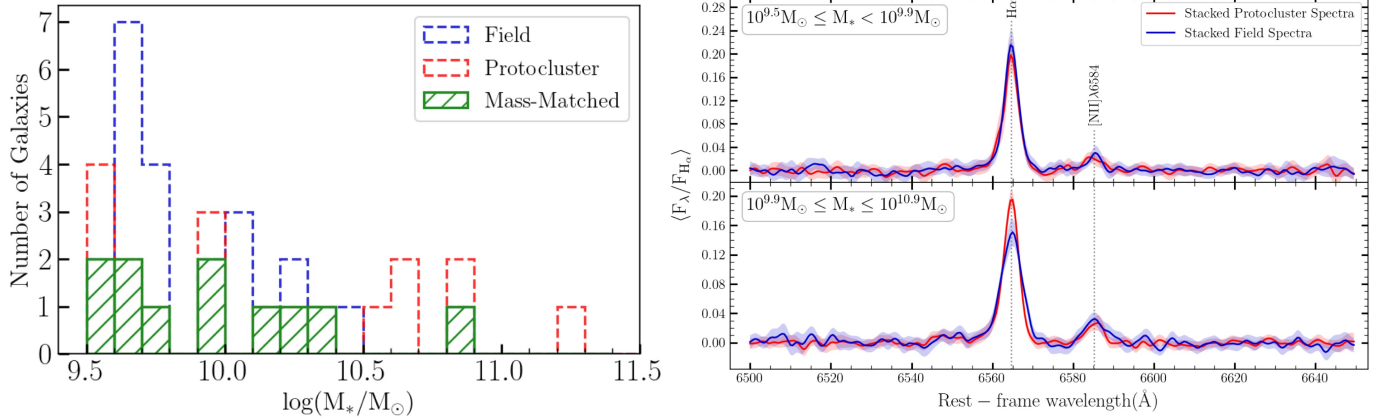 Number of Galaxies
7
6
5
4
3
2
1
0
Field
Protocluster
Mass-Matched
9.5 10.0 10.5 11.0 11.5
log(M*/M⊙)
⟨Fλ/FHα⟩
0.28
0.24
0.20
0.16
0.12
0.08
0.04
0.00
10^9.5M⊙ ≤ M* < 10^9.9M⊙
Hα
[NII]λ6584
Stacked Protocluster Spectra
Stacked Field Spectra
0.20
0.16
0.12
0.08
0.04
0.00
10^9.9M⊙ ≤ M* ≤ 10^10.9M⊙
6500 6520 6540 6560 6580 6600 6620 6640
Rest − frame wavelength(Å)